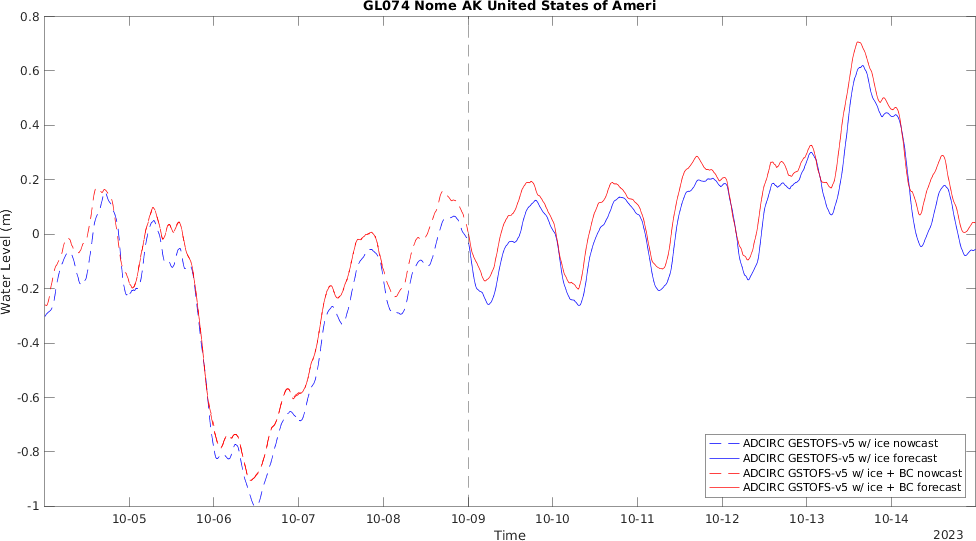 GL074 Nome AK United States of Ameri
0.8
0.6
0.4
0.2
0
-0.2
-0.4
-0.6
-0.8
-1
Water Level (m)
10-05 10-06 10-07 10-08 10-09 10-10 10-11 10-12 10-13 10-14
Time
2023
ADCIRC GESTOFS-v5 w/ ice nowcast
ADCIRC GESTOFS-v5 w/ ice forecast
ADCIRC GSTOFS-v5 w/ ice + BC nowcast
ADCIRC GSTOFS-v5 w/ ice + BC forecast